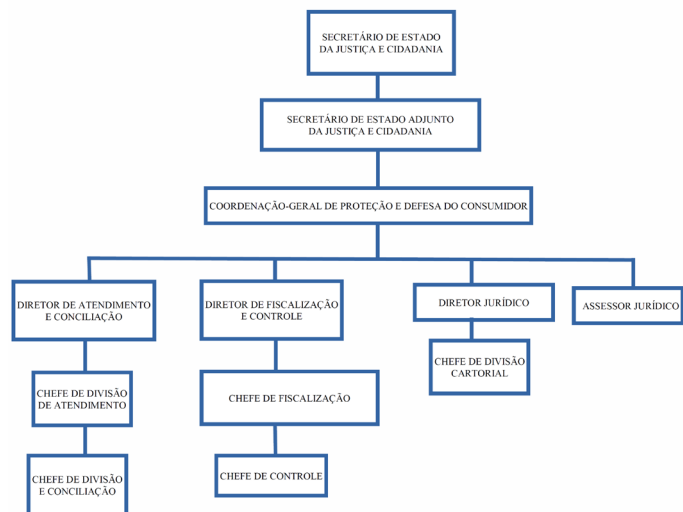 SECRETÁRIO DE ESTADO
DA JUSTIÇA E CIDADANIA
SECRETÁRIO DE ESTADO ADJUNTO
DA JUSTIÇA E CIDADANIA
COORDENAÇÃO-GERAL DE PROTEÇÃO E DEFESA DO CONSUMIDOR
DIRETOR DE ATENDIMENTO
E CONCILIAÇÃO
DIRETOR DE FISCALIZAÇÃO
E CONTROLE
DIRETOR JURÍDICO
ASSESSOR JURÍDICO
CHEFE DE DIVISÃO
DE ATENDIMENTO
CHEFE DE FISCALIZAÇÃO
CHEFE DE DIVISÃO
CARTORIAL
CHEFE DE DIVISÃO
E CONCILIAÇÃO
CHEFE DE CONTROLE